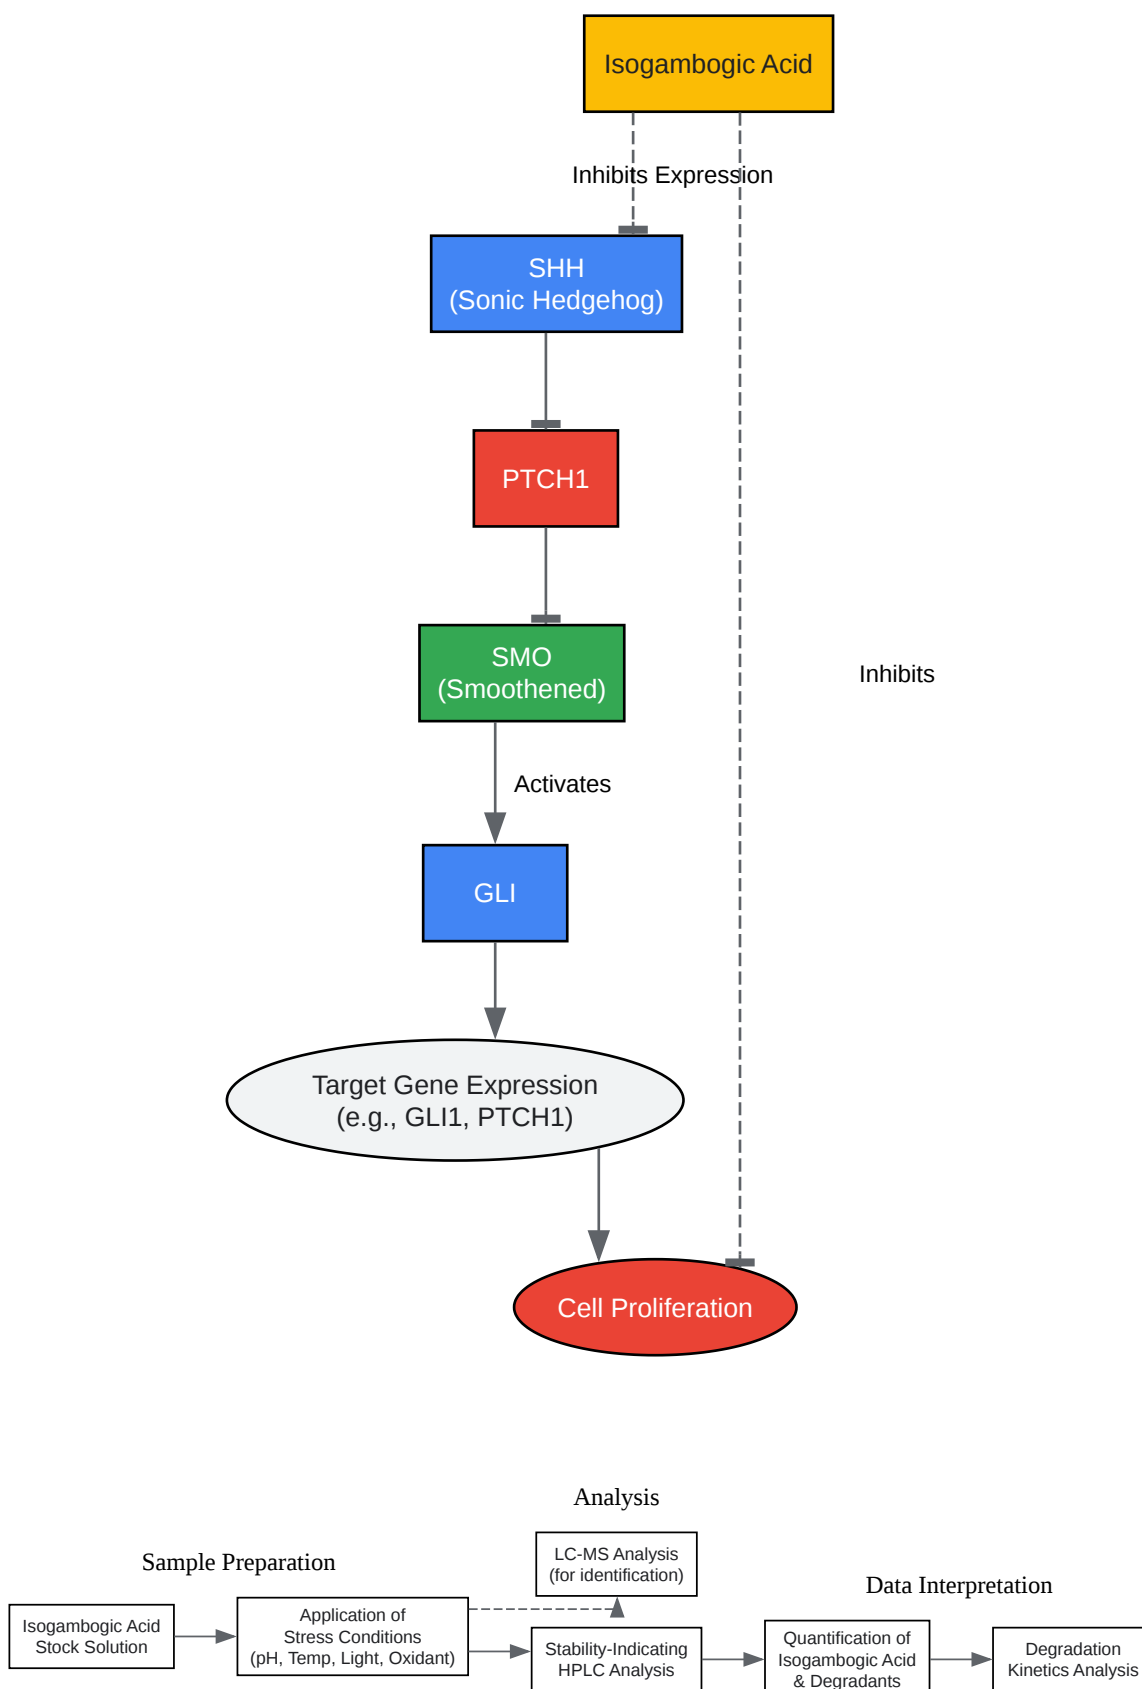 Isogambogic Acid
Inhibits Expression
SHH
(Sonic Hedgehog)
PTCH1
SMO
(Smoothened)
Inhibits
Activates
GLI
Target Gene Expression
(e.g., GLI1, PTCH1)
Cell Proliferation
Analysis
Sample Preparation
LC-MS Analysis
(for identification)
Data Interpretation
Isogambogic Acid
Stock Solution
Application of
Stress Conditions
(pH, Temp, Light, Oxidant)
Stability-Indicating
HPLC Analysis
Quantification of
Isogambogic Acid
& Degradants
Degradation
Kinetics Analysis